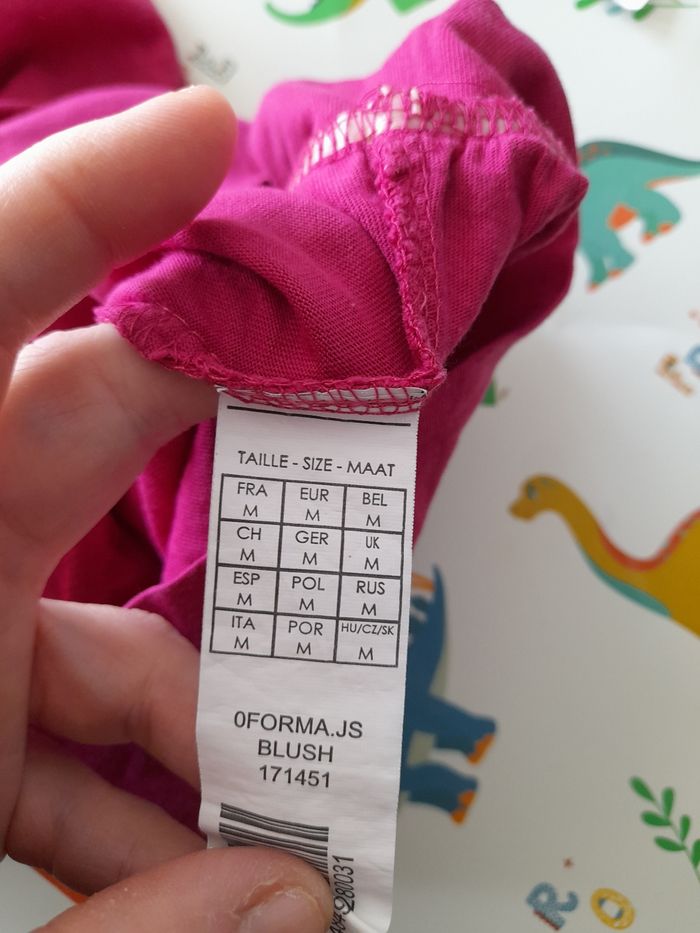 TAILLE - SIZE - MAAT
FRA EUR BEL
M M M
CH GER UK
M M M
ESP POL RUS
M M M
ITA POR HU/CZ/SK
M M M
0FORMA.JS
BLUSH
171451
R
O